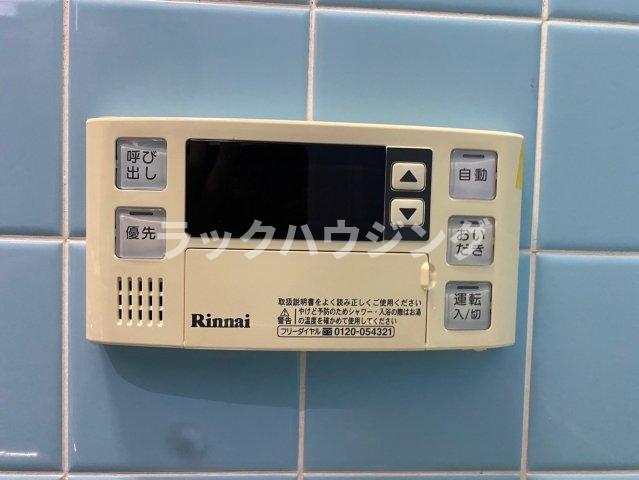 呼び
出し
優先
▲
▼
自動
おい
だき
運転
入/切
ラックハウジング
Rinnai
取扱説明書をよく読み正しくご使用ください
警告
やけど予防のためシャワー・入浴の際はお湯
の温度を確かめて使用してください
フリーダイヤル 0120-054321